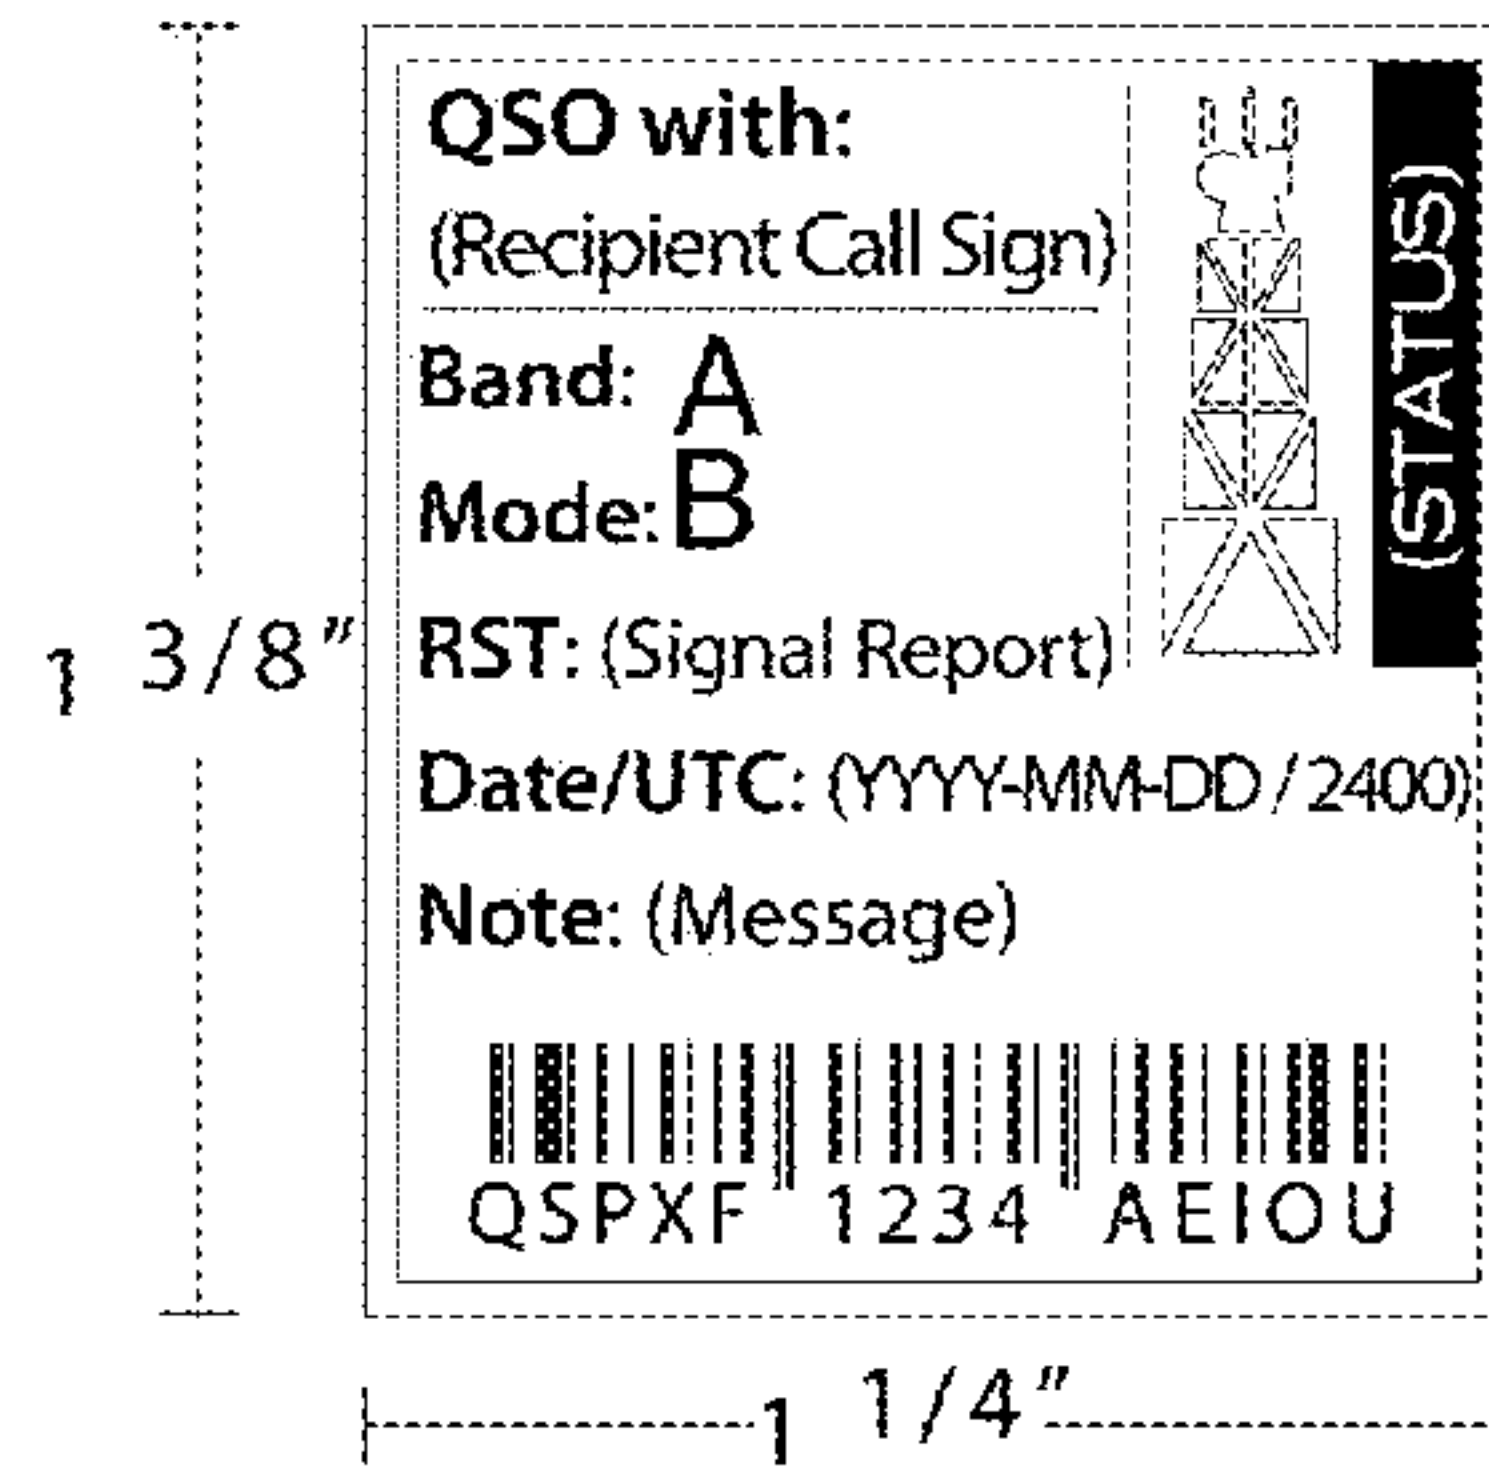 QSO with:
(Recipient Call Sign)
(STATUS)
Band: A
Mode: B
RST: (Signal Report)
Date/UTC: (YYYY-MM-DD / 2400)
Note: (Message)
QSPXF 1234 AEIOU
1 3/8"
1 1/4"